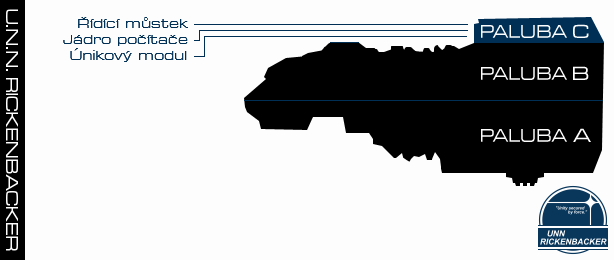 U.N.N. RICKENBACKER
Řídící můstek
Jádro počítače
Únikový modul
PALUBA C
PALUBA B
PALUBA A
"Unity secured
by force."
UNN
RICKENBACKER